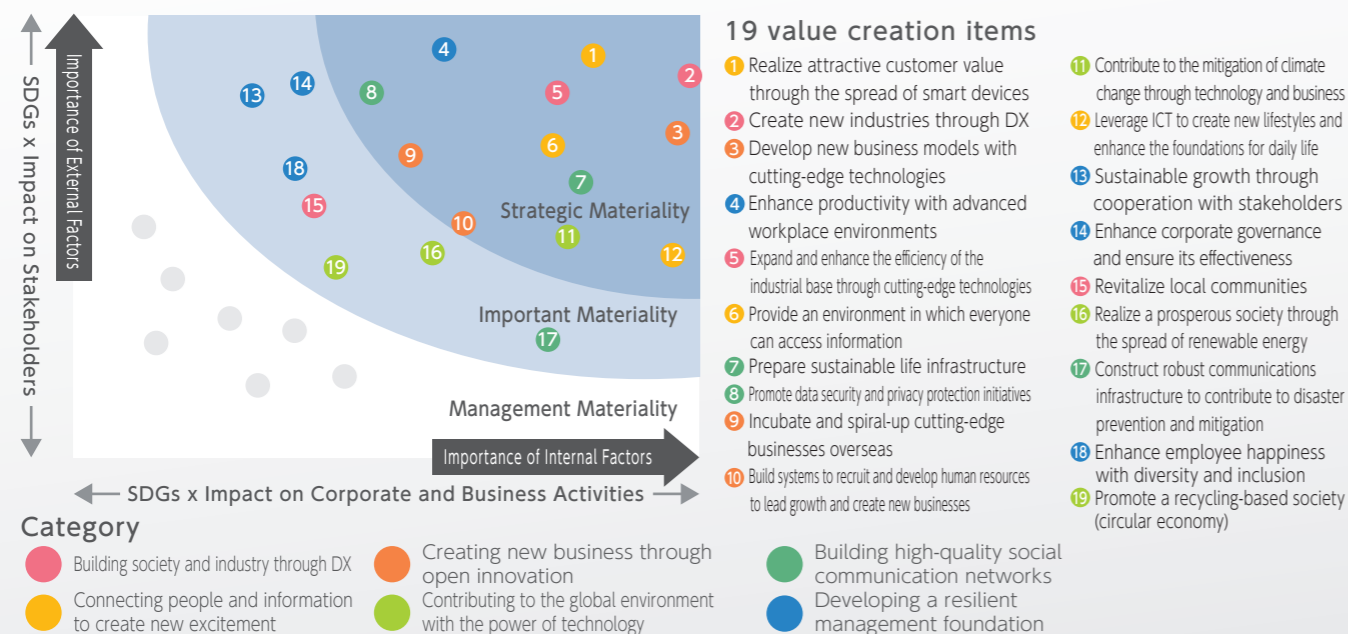 SDGs x Impact on Stakeholders
Importance of External Factors
4
1
2
14
13
8
5
3
6
9
18
7
15
Strategic Materiality
10
11
16
12
19
Important Materiality
17
Management Materiality
Importance of Internal Factors
SDGs x Impact on Corporate and Business Activities
19 value creation items
1 Realize attractive customer value
through the spread of smart devices
2 Create new industries through DX
3 Develop new business models with
cutting-edge technologies
4 Enhance productivity with advanced
workplace environments
5 Expand and enhance the efficiency of the
industrial base through cutting-edge technologies
6 Provide an environment in which everyone
can access information
7 Prepare sustainable life infrastructure
8 Promote data security and privacy protection initiatives
9 Incubate and spiral-up cutting-edge
businesses overseas
10 Build systems to recruit and develop human resources
to lead growth and create new businesses
11 Contribute to the mitigation of climate
change through technology and business
12 Leverage ICT to create new lifestyles and
enhance the foundations for daily life
13 Sustainable growth through
cooperation with stakeholders
14 Enhance corporate governance
and ensure its effectiveness
15 Revitalize local communities
16 Realize a prosperous society through
the spread of renewable energy
17 Construct robust communications
infrastructure to contribute to disaster
prevention and mitigation
18 Enhance employee happiness
with diversity and inclusion
19 Promote a recycling-based society
(circular economy)
Category
Building society and industry through DX
Connecting people and information
to create new excitement
Creating new business through
open innovation
Contributing to the global environment
with the power of technology
Building high-quality social
communication networks
Developing a resilient
management foundation